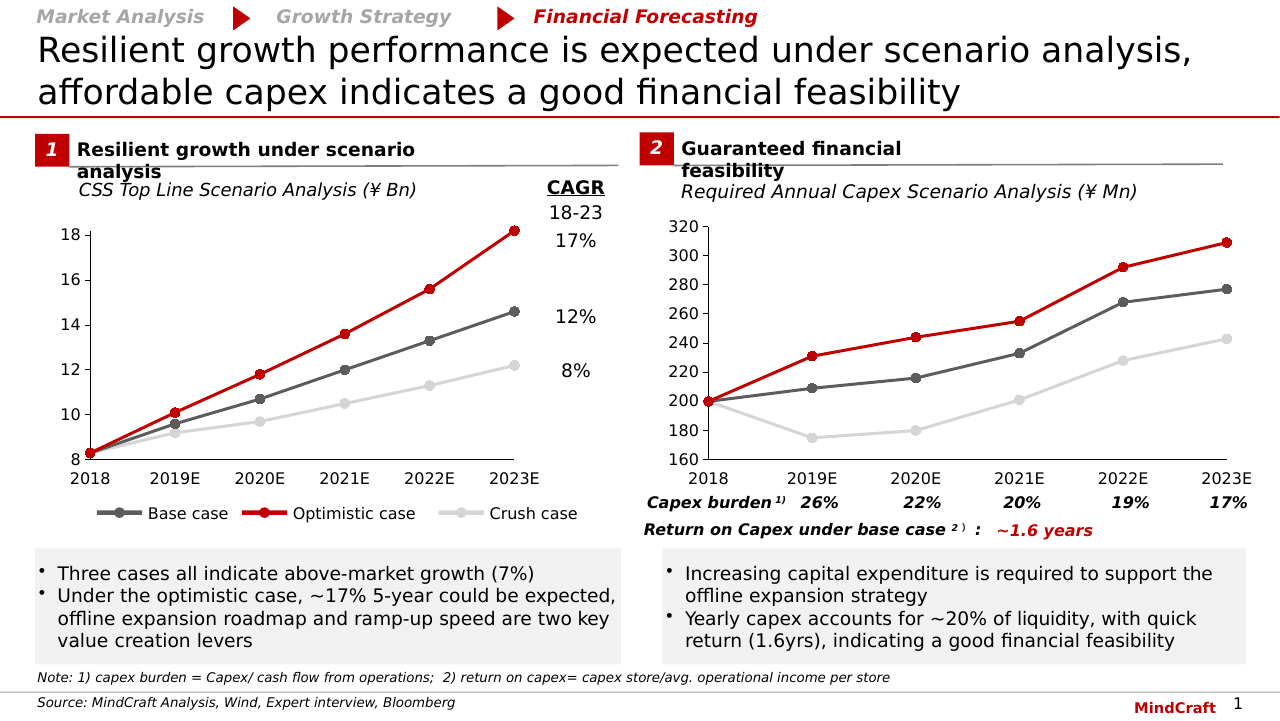 Market Analysis
Growth Strategy
Financial Forecasting
Resilient growth performance is expected under scenario analysis,
affordable capex indicates a good financial feasibility
1
Resilient growth under scenario
analysis
CSS Top Line Scenario Analysis (¥ Bn)
CAGR
18-23
17%
12%
8%
18
16
14
12
10
8
2018 2019E 2020E 2021E 2022E 2023E
Base case Optimistic case Crush case
• Three cases all indicate above-market growth (7%)
• Under the optimistic case, ~17% 5-year could be expected,
offline expansion roadmap and ramp-up speed are two key
value creation levers
2
Guaranteed financial
feasibility
Required Annual Capex Scenario Analysis (¥ Mn)
320
300
280
260
240
220
200
180
160
2018 2019E 2020E 2021E 2022E 2023E
Capex burden 1) 26% 22% 20% 19% 17%
Return on Capex under base case 2) : ~1.6 years
• Increasing capital expenditure is required to support the
offline expansion strategy
• Yearly capex accounts for ~20% of liquidity, with quick
return (1.6yrs), indicating a good financial feasibility
Note: 1) capex burden = Capex/ cash flow from operations; 2) return on capex= capex store/avg. operational income per store
Source: MindCraft Analysis, Wind, Expert interview, Bloomberg
MindCraft
1